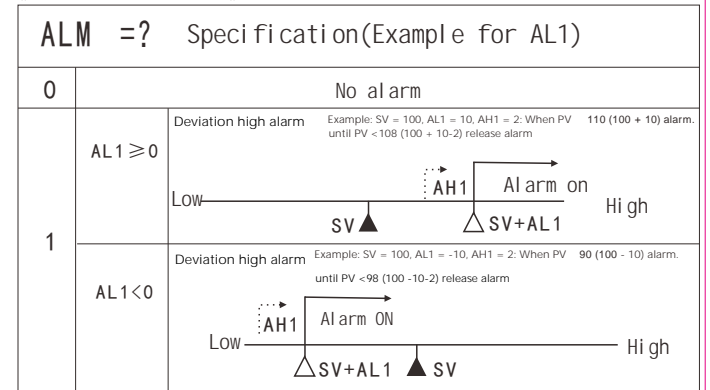 ALM =? Specification(Example for AL1)
0 No alarm
1
AL1≥0
Deviation high alarm Example: SV = 100, AL1 = 10, AH1 = 2: When PV 110 (100 + 10) alarm.
until PV <108 (100 + 10-2) release alarm
AH1 Alarm on
Low High
SV SV+AL1
AL1<0
Deviation high alarm Example: SV = 100, AL1 = -10, AH1 = 2: When PV 90 (100 - 10) alarm.
until PV <98 (100 -10-2) release alarm
AH1 Alarm ON
Low High
SV+AL1 SV